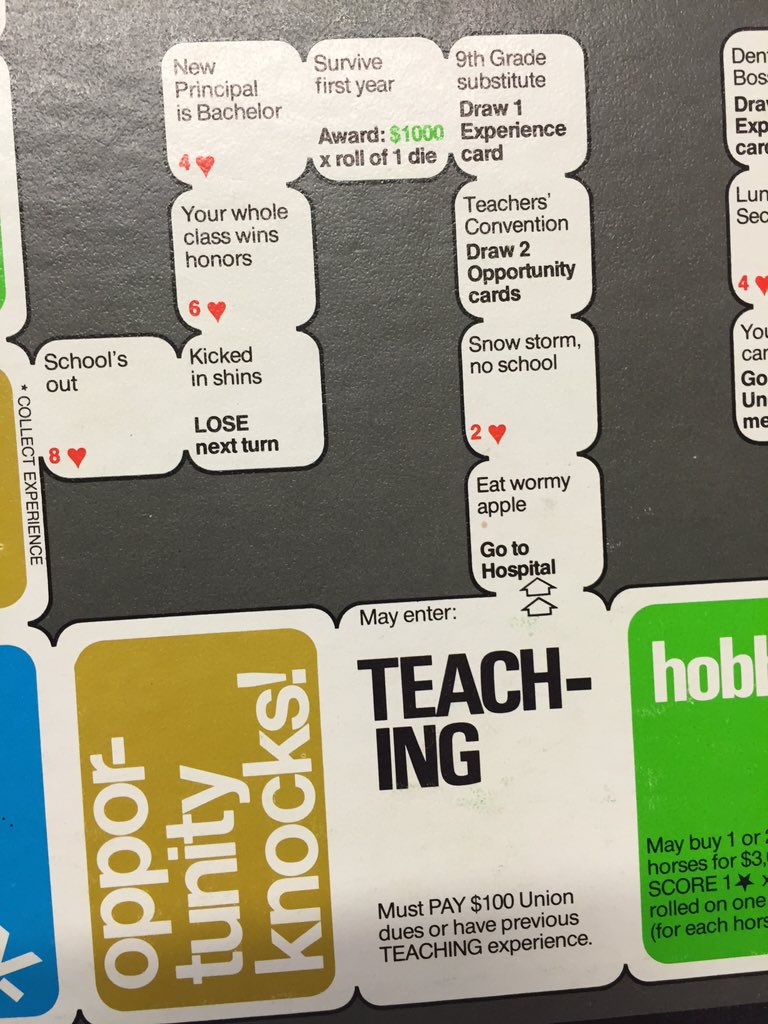 New
Principal
is Bachelor
4♥
Survive
first year
Award: $1000
x roll of 1 die
9th Grade
substitute
Draw 1
Experience
card
Your whole
class wins
honors
6♥
Teachers'
Convention
Draw 2
Opportunity
cards
School's
out
8♥
Kicked
in shins
LOSE
next turn
Snow storm,
no school
2♥
Eat wormy
apple
Go to
Hospital
* COLLECT EXPERIENCE
4♥
May enter:
TEACH-
ING
Must PAY $100 Union
dues or have previous
TEACHING experience.
oppor-
tunity
knocks!
May buy 1 or
horses for
SCORE 1★ x
rolled on one
(for each